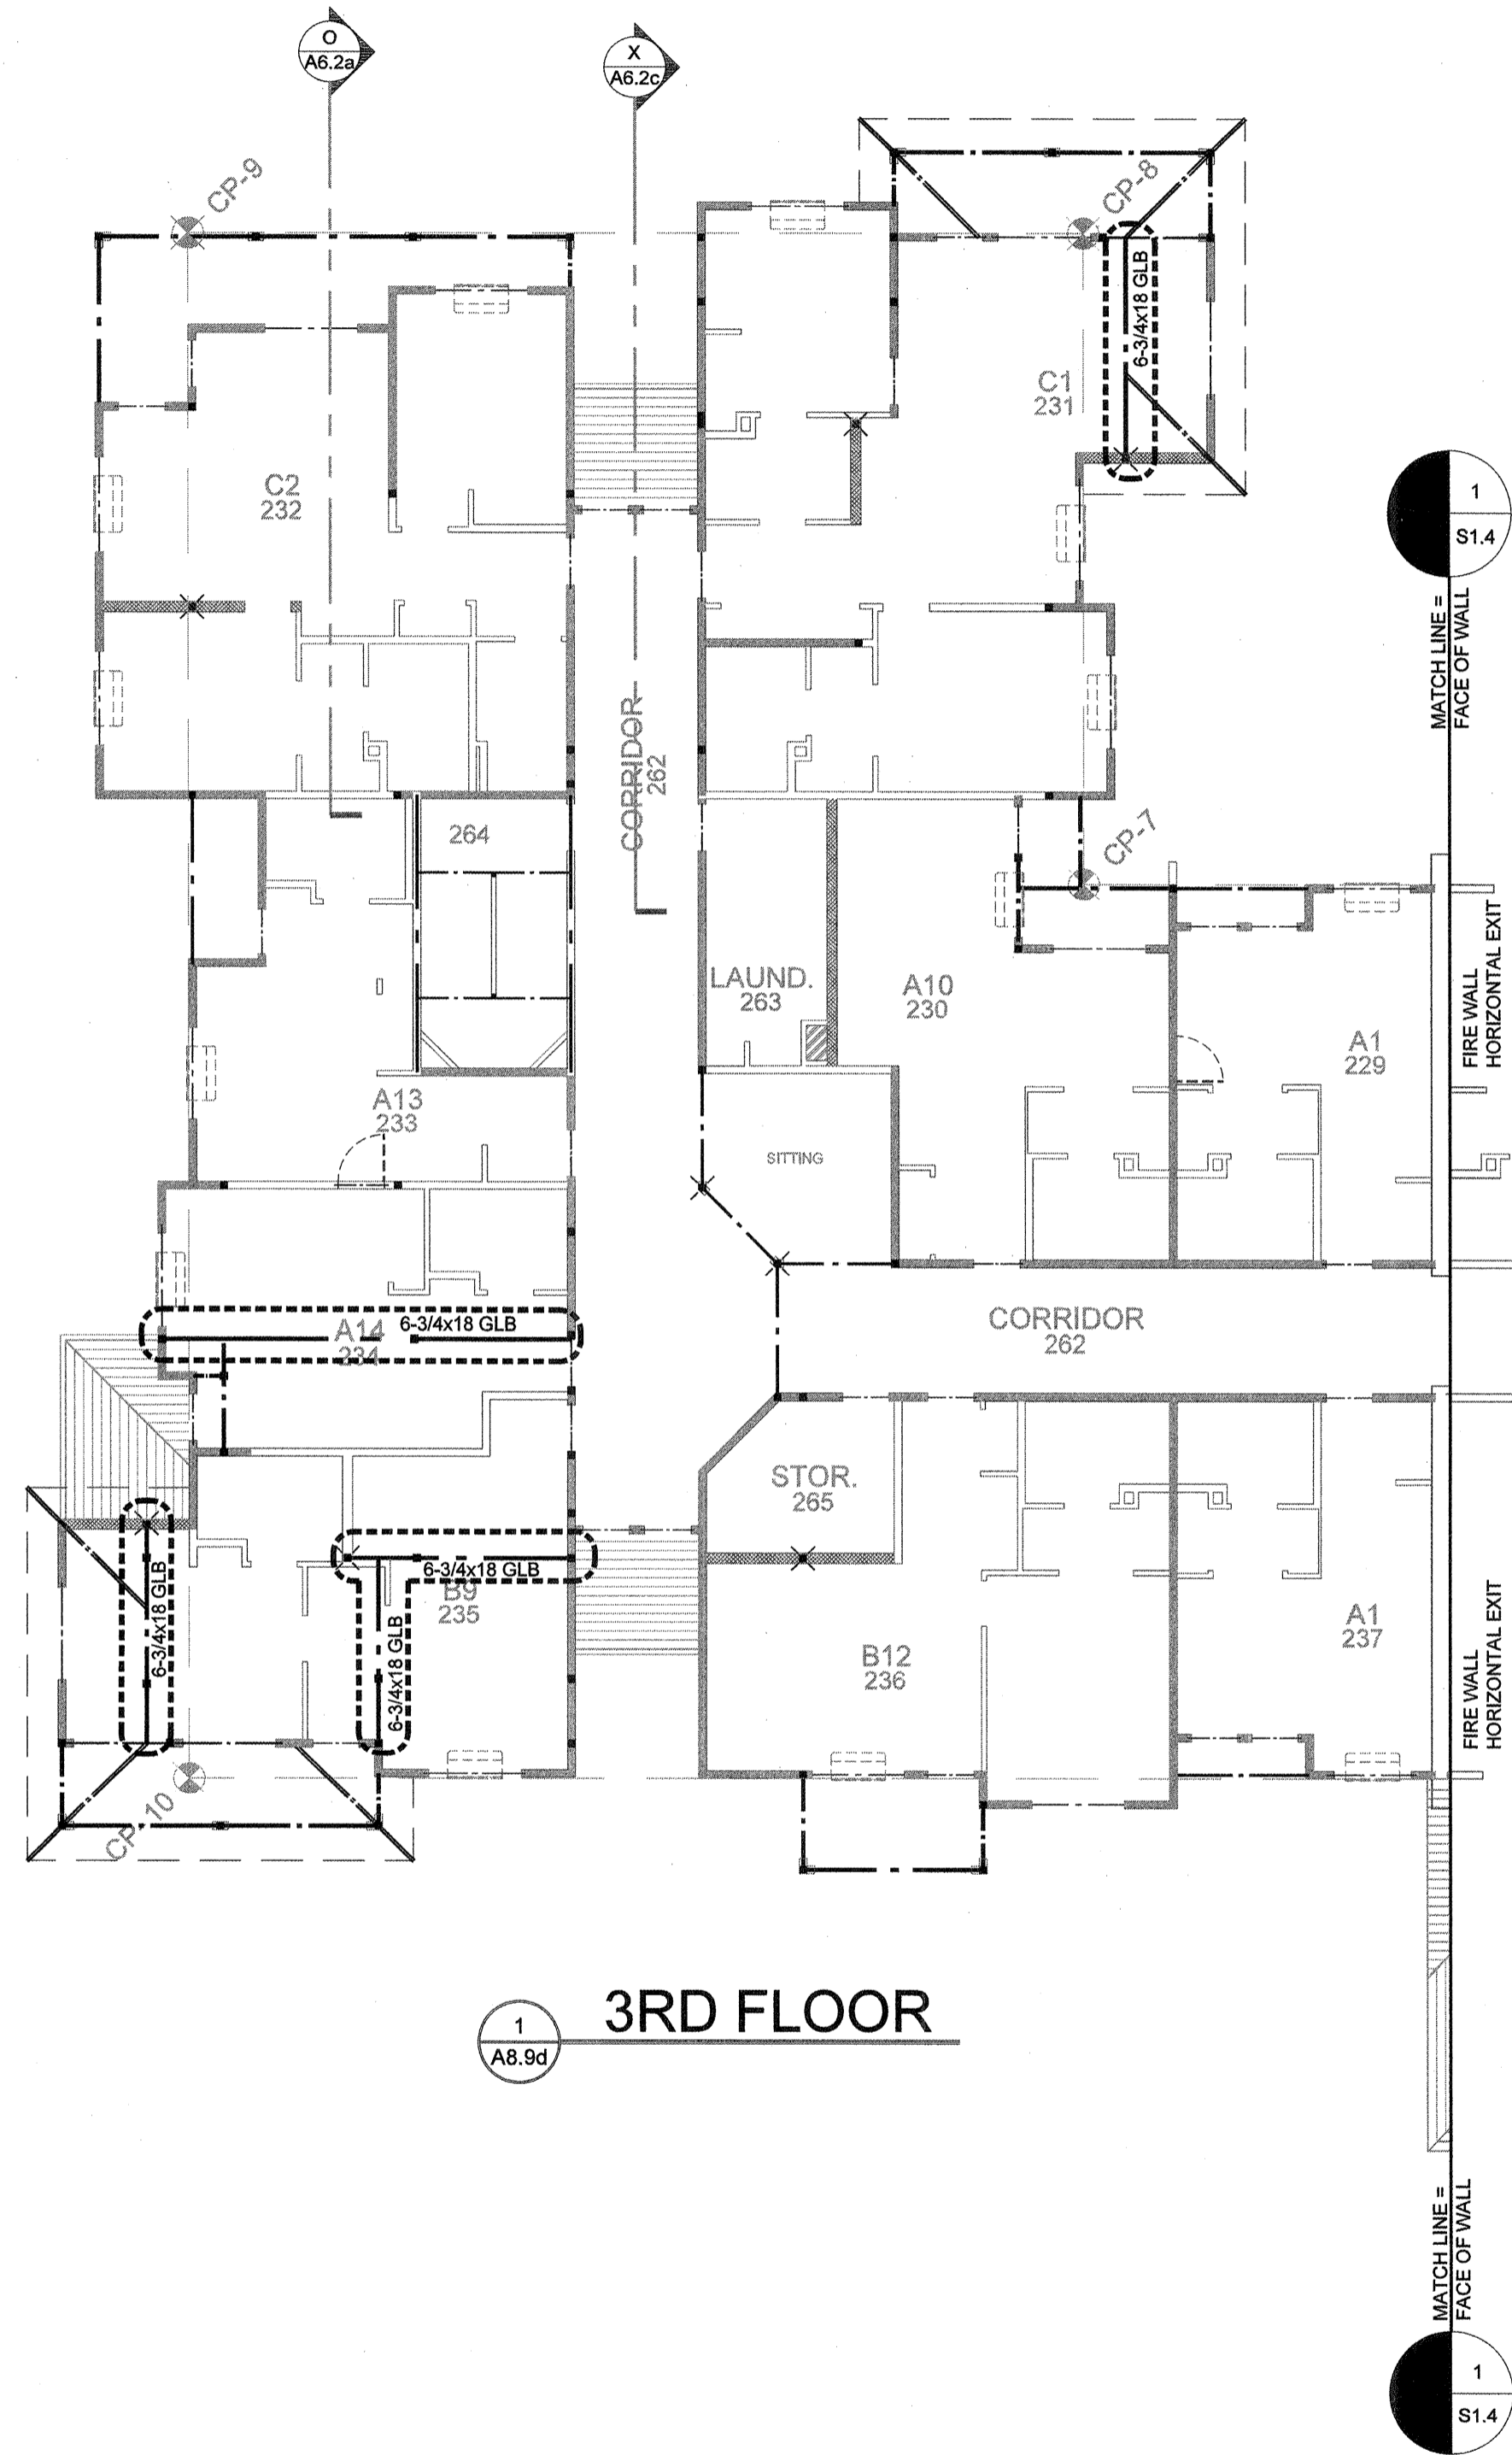 O
A6.2a
X
A6.2c
CP-9
CP-8
6-3/4x18 GLB
C1
231
C2
232
1
S1.4
MATCH LINE =
FACE OF WALL
CORRIDOR
262
264
CP-7
LAUND.
263
A10
230
A1
229
FIRE WALL
HORIZONTAL EXIT
A13
233
SITTING
A14
234
6-3/4x18 GLB
CORRIDOR
262
STOR.
265
6-3/4x18 GLB
B9
235
6-3/4x18 GLB
6-3/4x18 GLB
B12
236
A1
237
FIRE WALL
HORIZONTAL EXIT
CP-10
3RD FLOOR
1
A8.9d
MATCH LINE =
FACE OF WALL
1
S1.4